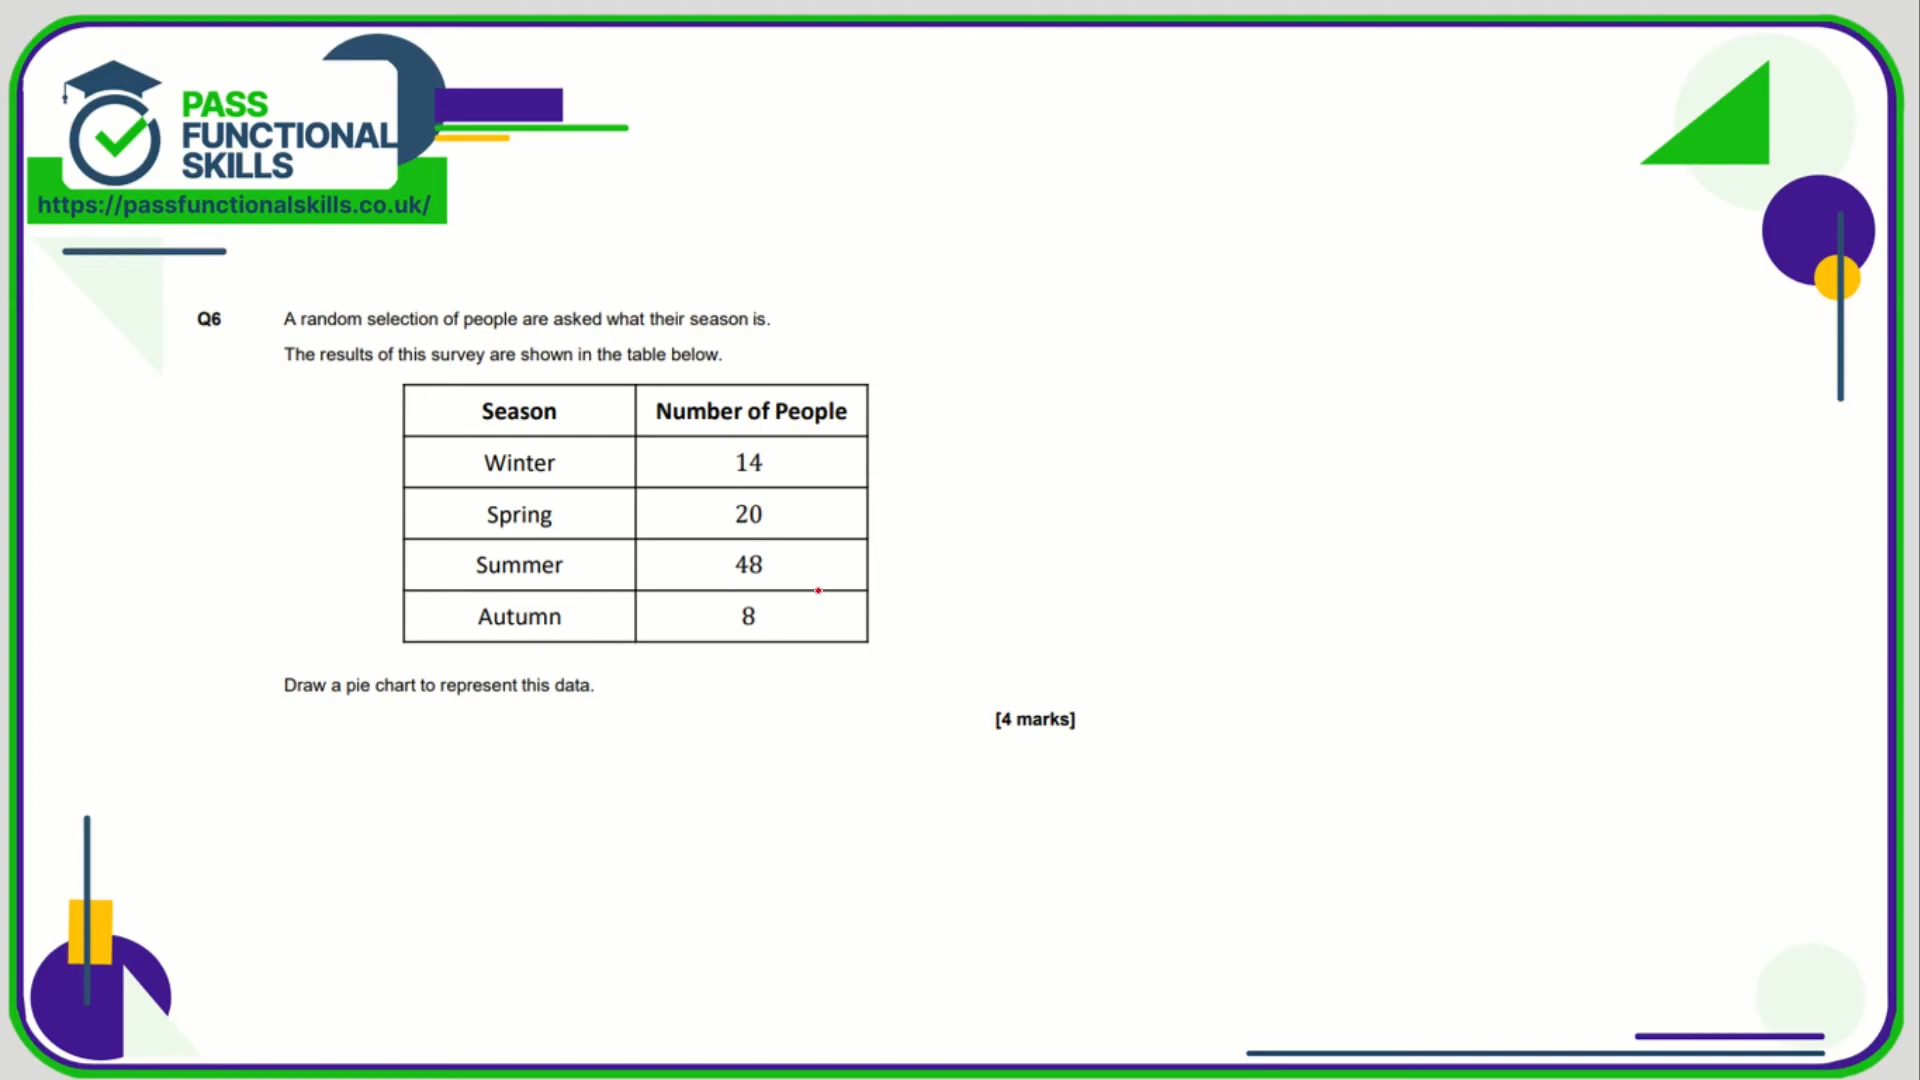 PASS
FUNCTIONAL
SKILLS
https://passfunctionalskills.co.uk/
Q6 A random selection of people are asked what their season is.
The results of this survey are shown in the table below.
Season Number of People
Winter 14
Spring 20
Summer 48
Autumn 8
Draw a pie chart to represent this data.
[4 marks]